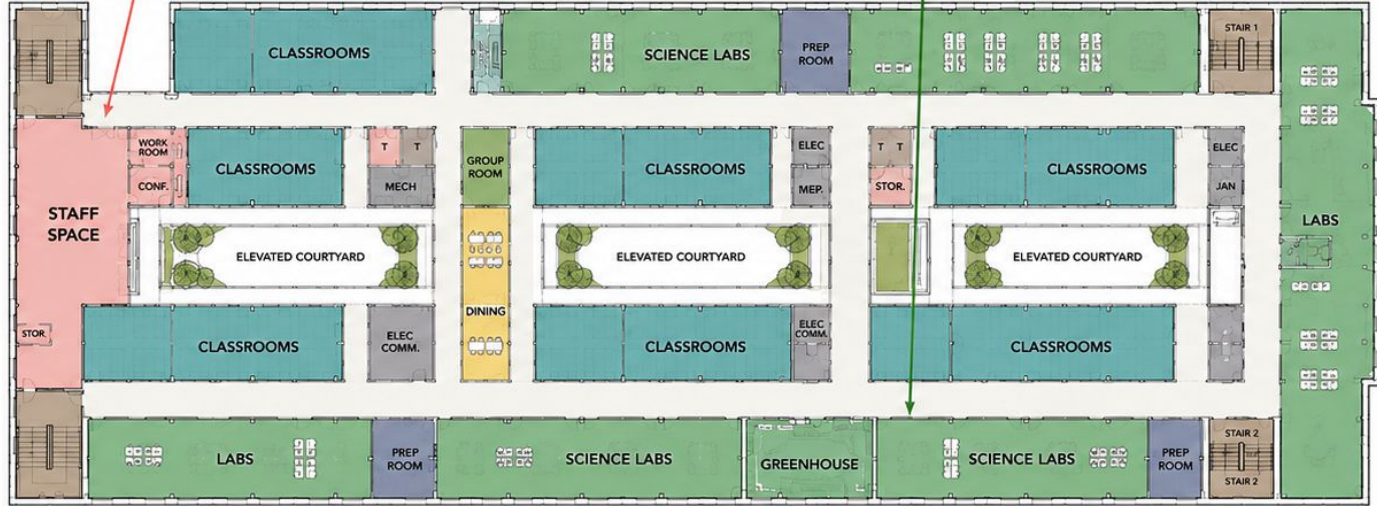 CLASSROOMS
SCIENCE LABS
PREP
ROOM
STAIR 1
WORK
ROOM
CONF.
CLASSROOMS
T
T
MECH
GROUP
ROOM
CLASSROOMS
ELEC
MEP.
T T
STOR.
CLASSROOMS
ELEC
JAN
STAFF
SPACE
LABS
ELEVATED COURTYARD
ELEVATED COURTYARD
ELEVATED COURTYARD
DINING
STOR.
CLASSROOMS
ELEC
COMM.
CLASSROOMS
ELEC
COMM.
CLASSROOMS
LABS
PREP
ROOM
SCIENCE LABS
GREENHOUSE
SCIENCE LABS
PREP
ROOM
STAIR 2
STAIR 2